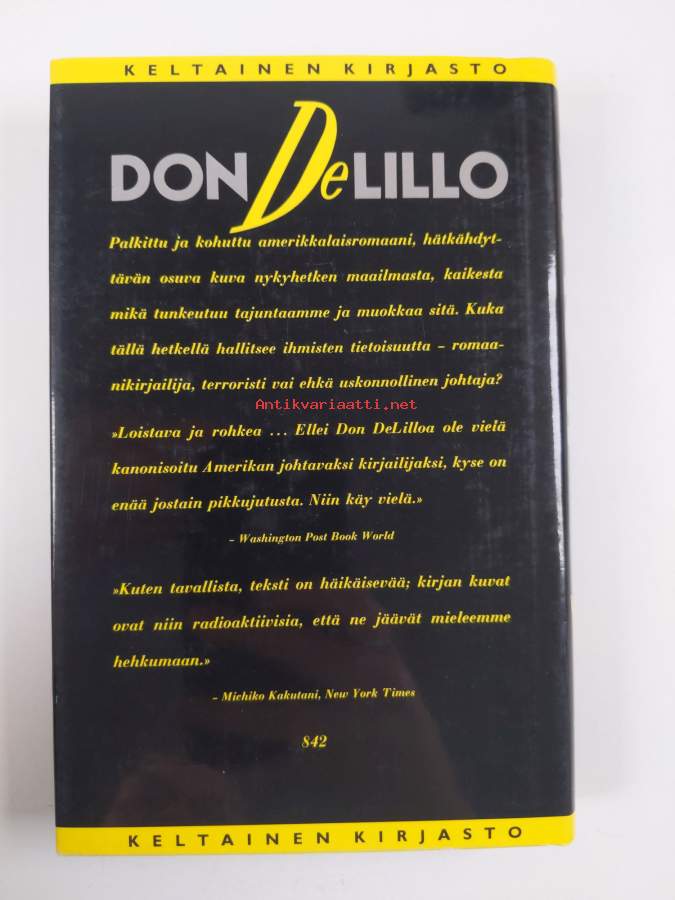 KELTAINEN KIRJASTO
DON DeLILLO
Palkittu ja kohuttu amerikkalaisromaani, hätkähdyt-
tävän osuva kuva nykyhetken maailmasta, kaikesta
mikä tunkeutuu tajuntaamme ja muokkaa sitä. Kuka
tällä hetkellä hallitsee ihmisten tietoisuutta – romaa-
nikirjailija, terroristi vai ehkä uskonnollinen johtaja?
Antikvariaatti.net
»Loistava ja rohkea ... Ellei Don DeLilloa ole vielä
kanonisoitu Amerikan johtavaksi kirjailijaksi, kyse on
enää jostain pikkujutusta. Niin käy vielä.»
– Washington Post Book World
»Kuten tavallista, teksti on häikäisevää; kirjan kuvat
ovat niin radioaktiivisia, että ne jäävät mieleemme
hehkumaan.»
– Michiko Kakutani, New York Times
842
KELTAINEN KIRJASTO